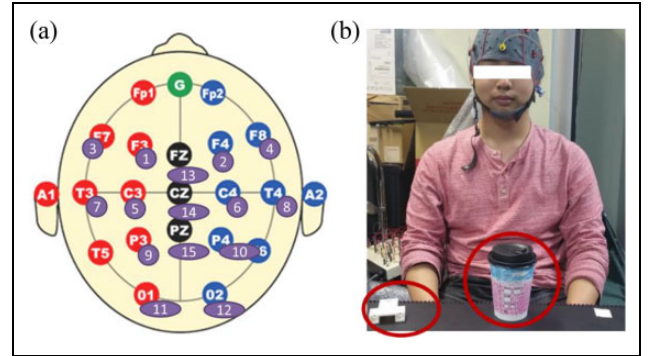 (a)
(b)
Fp1 G Fp2
F7 F3 FZ F4 F8
3 1 13 2 4
A1 T3 C3 CZ C4 T4 A2
7 5 14 6 8
T5 P3 PZ P4
9 15 10 6
01 02
11 12